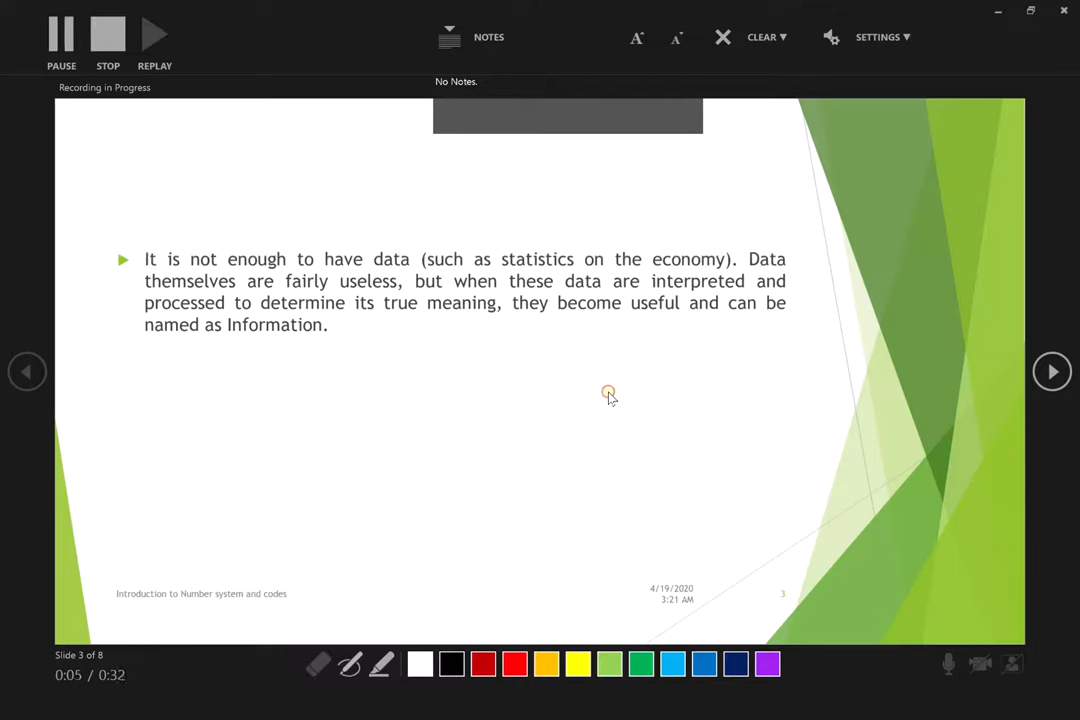 PAUSE STOP REPLAY
NOTES
A A
CLEAR SETTINGS
Recording in Progress
No Notes.
It is not enough to have data (such as statistics on the economy). Data
themselves are fairly useless, but when these data are interpreted and
processed to determine its true meaning, they become useful and can be
named as Information.
Introduction to Number system and codes
4/19/2020
3:21 AM
3
Slide 3 of 8
0:05 / 0:32